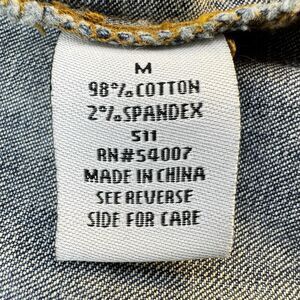 M
98% COTTON
2% SPANDEX
511
RN#54007
MADE IN CHINA
SEE REVERSE
SIDE FOR CARE